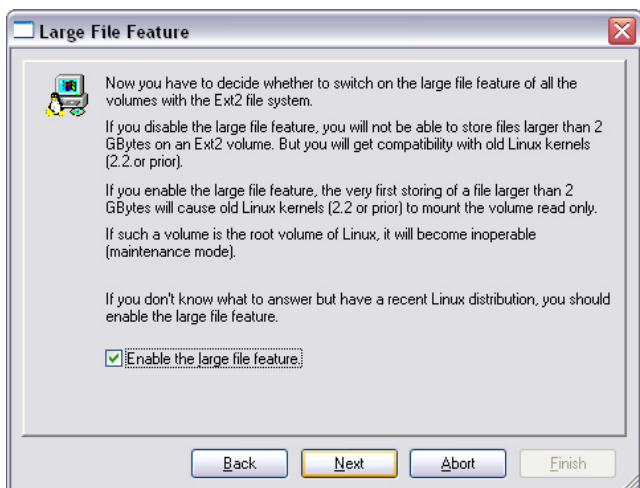 Large File Feature
Now you have to decide whether to switch on the large file feature of all the
volumes with the Ext2 file system.
If you disable the large file feature, you will not be able to store files larger than 2
GBytes on an Ext2 volume. But you will get compatibility with old Linux kernels
(2.2.or prior).
If you enable the large file feature, the very first storing of a file larger than 2
GBytes will cause old Linux kernels (2.2 or prior) to mount the volume read only.
If such a volume is the root volume of Linux, it will become inoperable
(maintenance mode).
If you don't know what to answer but have a recent Linux distribution, you should
enable the large file feature.
Enable the large file feature.
Back Next Abort Finish